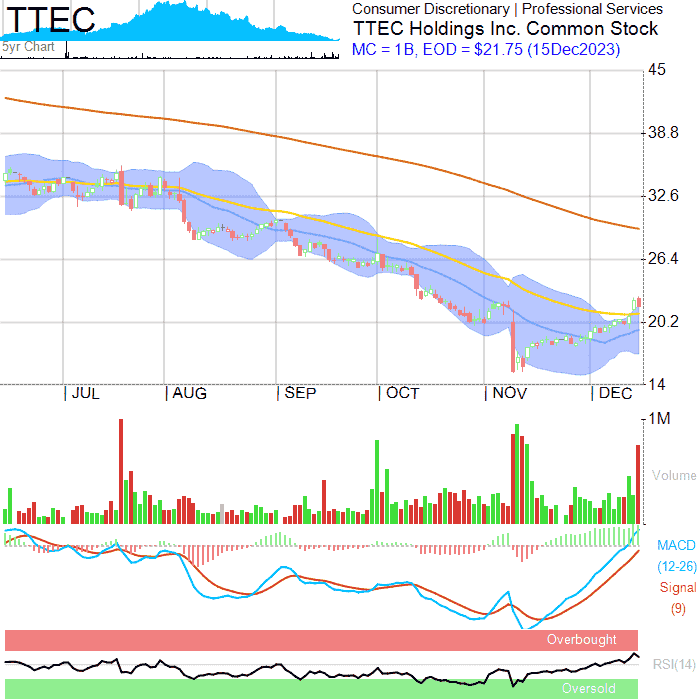 TTEC
5yr Chart
Consumer Discretionary | Professional Services
TTEC Holdings Inc. Common Stock
MC = 1B, EOD = $21.75 (15Dec2023)
45
38.8
32.6
26.4
20.2
14
| JUL | AUG | SEP | OCT | NOV | DEC
1M
Volume
MACD
(12-26)
Signal
(9)
Overbought
RSI(14)
Oversold